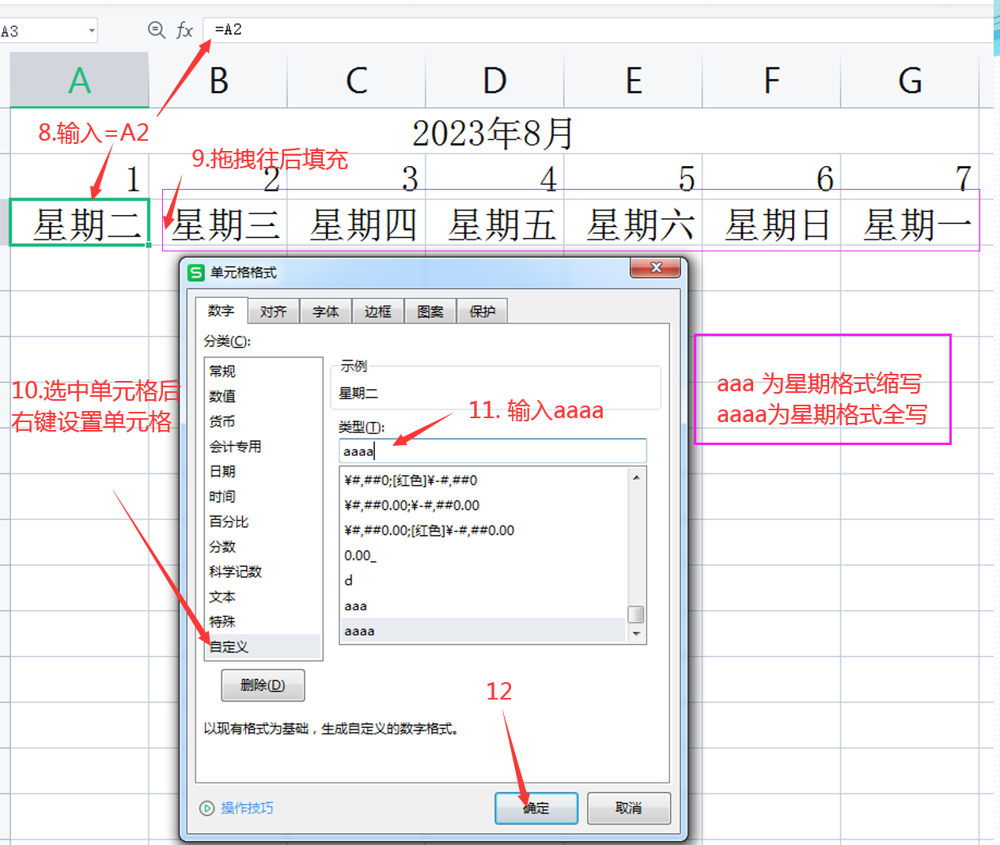 A3
fx
=A2
A B C D E F G
8.输入=A2
2023年8月
9.拖拽往后填充
1 2 3 4 5 6 7
星期二 星期三 星期四 星期五 星期六 星期日 星期一
S 单元格格式
x
数字 对齐 字体 边框 图案 保护
分类(C):
常规
数值
货币
会计专用
日期
时间
百分比
分数
科学记数
文本
特殊
自定义
示例
星期二
类型(T):
aaaa
¥#,##0;[红色]¥-#,##0
¥#,##0.00;¥-#,##0.00
¥#,##0.00;[红色]¥-#,##0.00
0.00_
d
aaa
aaaa
10.选中单元格后
右键设置单元格
11. 输入aaaa
aaa 为星期格式缩写
aaaa为星期格式全写
删除(D)
12
以现有格式为基础，生成自定义的数字格式。
操作技巧
确定
取消